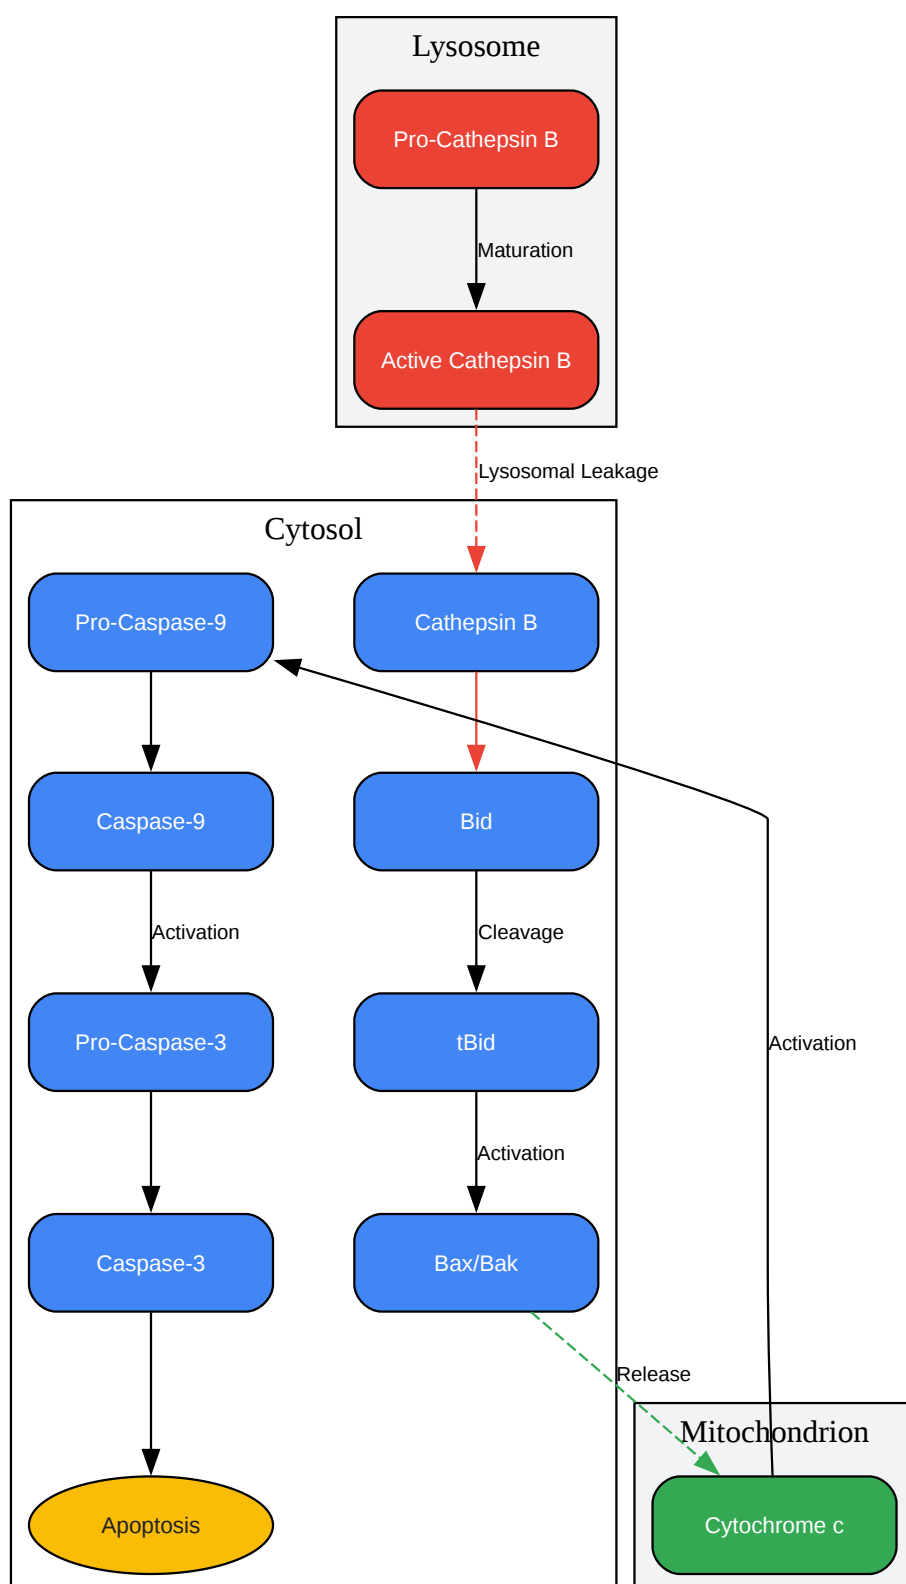 Lysosome
Pro-Cathepsin B
Maturation
Active Cathepsin B
Lysosomal Leakage
Cytosol
Pro-Caspase-9
Cathepsin B
Caspase-9
Bid
Activation
Cleavage
Pro-Caspase-3
tBid
Activation
Activation
Caspase-3
Bax/Bak
Release
Mitochondrion
Apoptosis
Cytochrome c